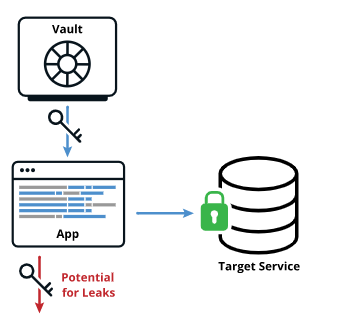 Vault
App
Target Service
Potential
for Leaks